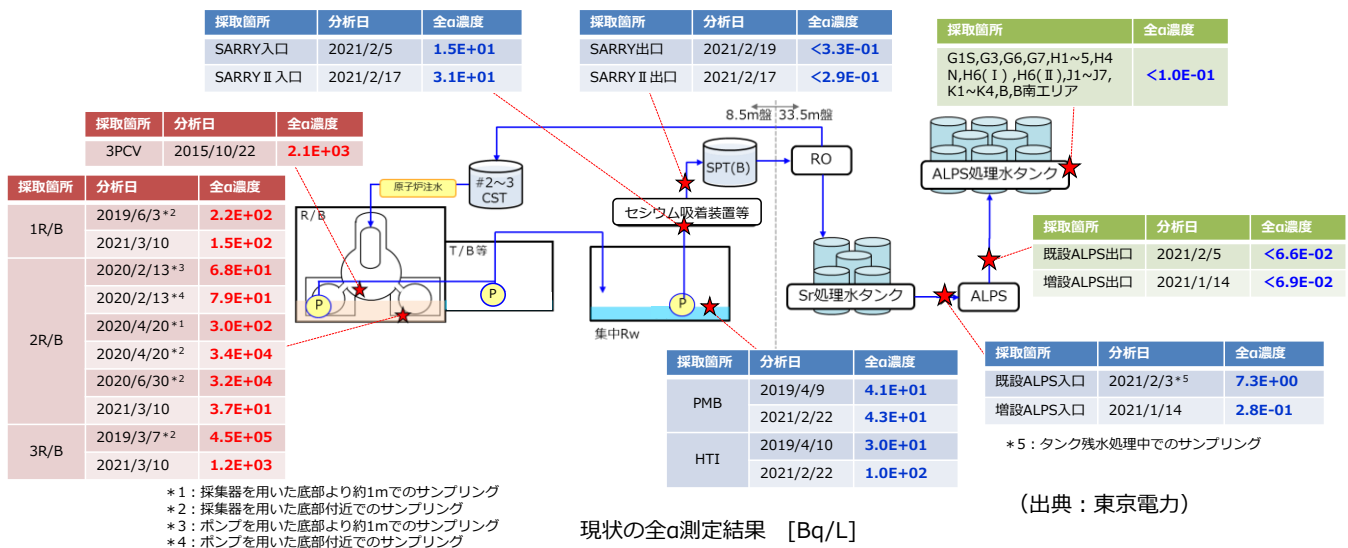 採取箇所 分析日 全α濃度
SARRY入口 2021/2/5 1.5E+01
SARRYⅡ入口 2021/2/17 3.1E+01
採取箇所 分析日 全α濃度
SARRY出口 2021/2/19 <3.3E-01
SARRYⅡ出口 2021/2/17 <2.9E-01
採取箇所 全α濃度
G1S,G3,G6,G7,H1~5,H4
N,H6(Ⅰ),H6(Ⅱ),J1~J7,
K1~K4,B,B南エリア
<1.0E-01
採取箇所 分析日 全α濃度
3PCV 2015/10/22 2.1E+03
採取箇所 分析日 全α濃度
1R/B 2019/6/3*2 2.2E+02
2021/3/10 1.5E+02
2R/B 2020/2/13*3 6.8E+01
2020/2/13*4 7.9E+01
2020/4/20*1 3.0E+02
2020/4/20*2 3.4E+04
2020/6/30*2 3.2E+04
2021/3/10 3.7E+01
3R/B 2019/3/7*2 4.5E+05
2021/3/10 1.2E+03
8.5m盤 33.5m盤
原子炉注水
#2~3
CST
SPT(B)
RO
セシウム吸着装置等
R/B
T/B等
P
P
P
集中Rw
Sr処理水タンク
ALPS
ALPS処理水タンク
採取箇所 分析日 全α濃度
既設ALPS出口 2021/2/5 <6.6E-02
増設ALPS出口 2021/1/14 <6.9E-02
採取箇所 分析日 全α濃度
PMB 2019/4/9 4.1E+01
2021/2/22 4.3E+01
HTI 2019/4/10 3.0E+01
2021/2/22 1.0E+02
採取箇所 分析日 全α濃度
既設ALPS入口 2021/2/3*5 7.3E+00
増設ALPS入口 2021/1/14 2.8E-01
*5:タンク残水処理中でのサンプリング
*1:採集器を用いた底部より約1mでのサンプリング
*2:採集器を用いた底部付近でのサンプリング
*3:ポンプを用いた底部より約1mでのサンプリング
*4:ポンプを用いた底部付近でのサンプリング
現状の全α測定結果 [Bq/L]
(出典:東京電力)